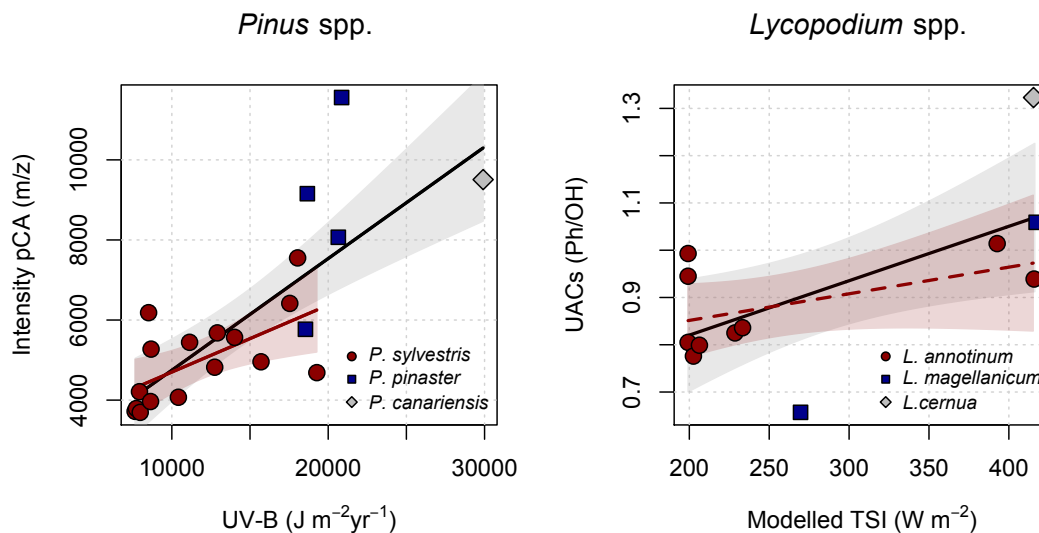 Pinus spp.
Intensity pCA (m/z)
4000 6000 8000 10000
10000 20000 30000
UV-B (J m⁻²yr⁻¹)
P. sylvestris
P. pinaster
P. canariensis
Lycopodium spp.
UACs (Ph/OH)
0.7 0.9 1.1 1.3
200 250 300 350 400
Modelled TSI (W m⁻²)
L. annotinum
L. magellanicum
L.cernua